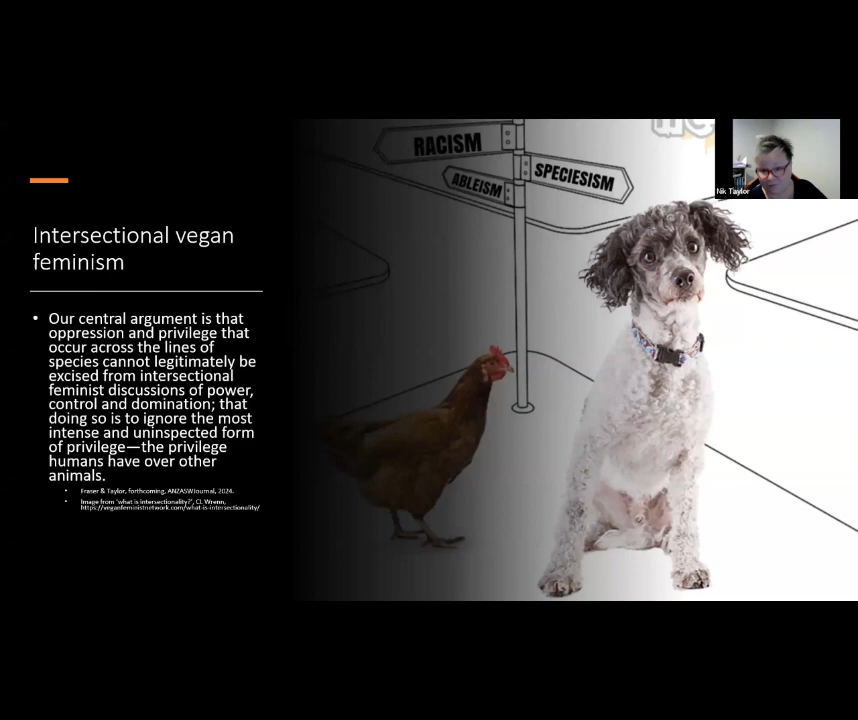 RACISM
SPECIESISM
ABLEISM
Nik Taylor
Intersectional vegan
feminism
• Our central argument is that
oppression and privilege that
occur across the lines of
species cannot legitimately be
excised from intersectional
feminist discussions of power,
control and domination; that
doing so is to ignore the most
intense and uninspected form
of privilege—the privilege
humans have over other
animals.
• Fraser & Taylor, forthcoming, ANZASWJournal, 2024.
• Image from 'what is intersectionality?', CL Wrenn,
https://veganfeministnetwork.com/what-is-intersectionality/